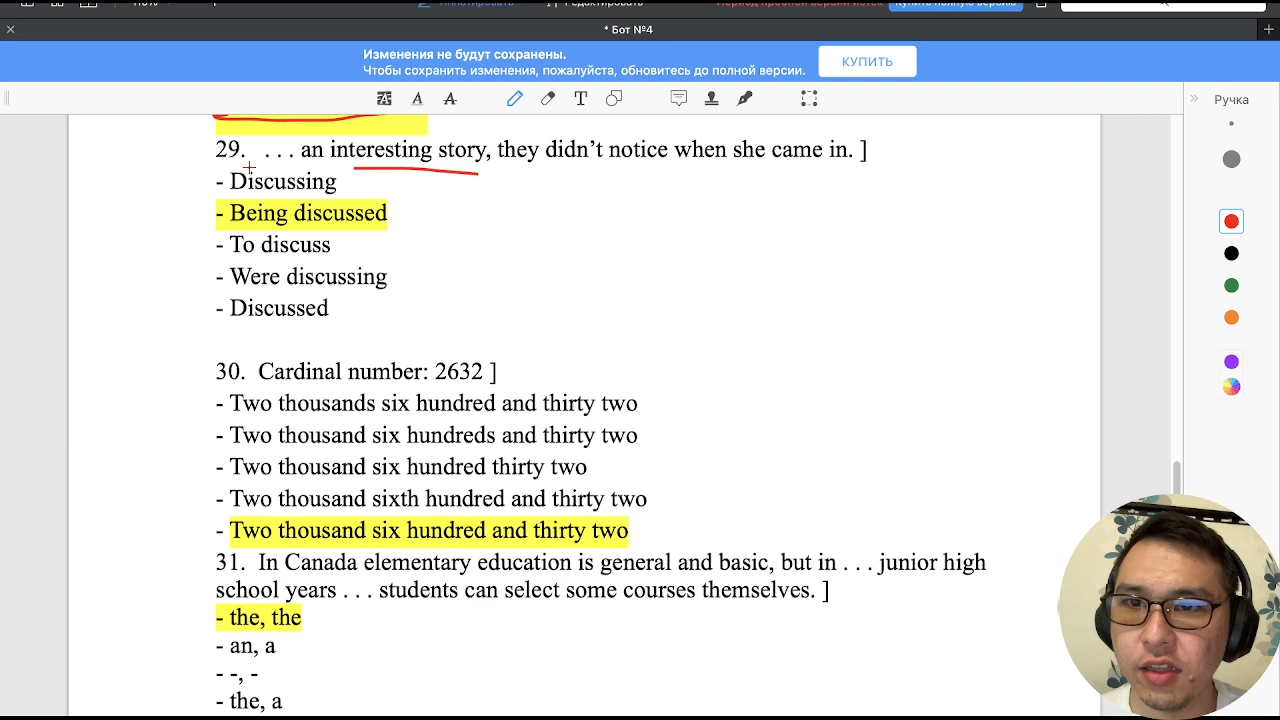 * Бот №4
Изменения не будут сохранены.
Чтобы сохранить изменения, пожалуйста, обновитесь до полной версии.
КУПИТЬ
Ручка
29. . . . an interesting story, they didn’t notice when she came in. ]
- Discussing
- Being discussed
- To discuss
- Were discussing
- Discussed
30. Cardinal number: 2632 ]
- Two thousands six hundred and thirty two
- Two thousand six hundreds and thirty two
- Two thousand six hundred thirty two
- Two thousand sixth hundred and thirty two
- Two thousand six hundred and thirty two
31. In Canada elementary education is general and basic, but in . . . junior high
school years . . . students can select some courses themselves. ]
- the, the
- an, a
- -, -
- the, a